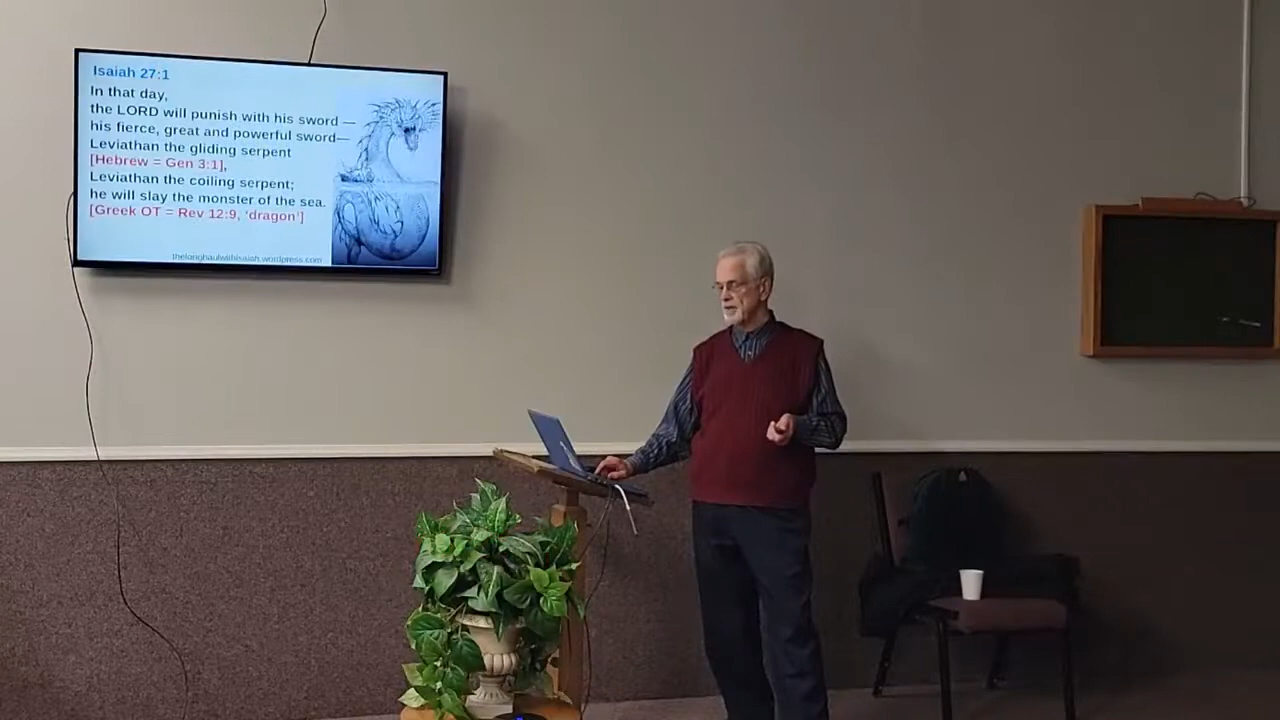 Isaiah 27:1
In that day,
the LORD will punish with his sword —
his fierce, great and powerful sword—
Leviathan the gliding serpent
[Hebrew = Gen 3:1],
Leviathan the coiling serpent;
he will slay the monster of the sea.
[Greek OT = Rev 12:9, ‘dragon’]
thelonghaulwithisaiah.wordpress.com